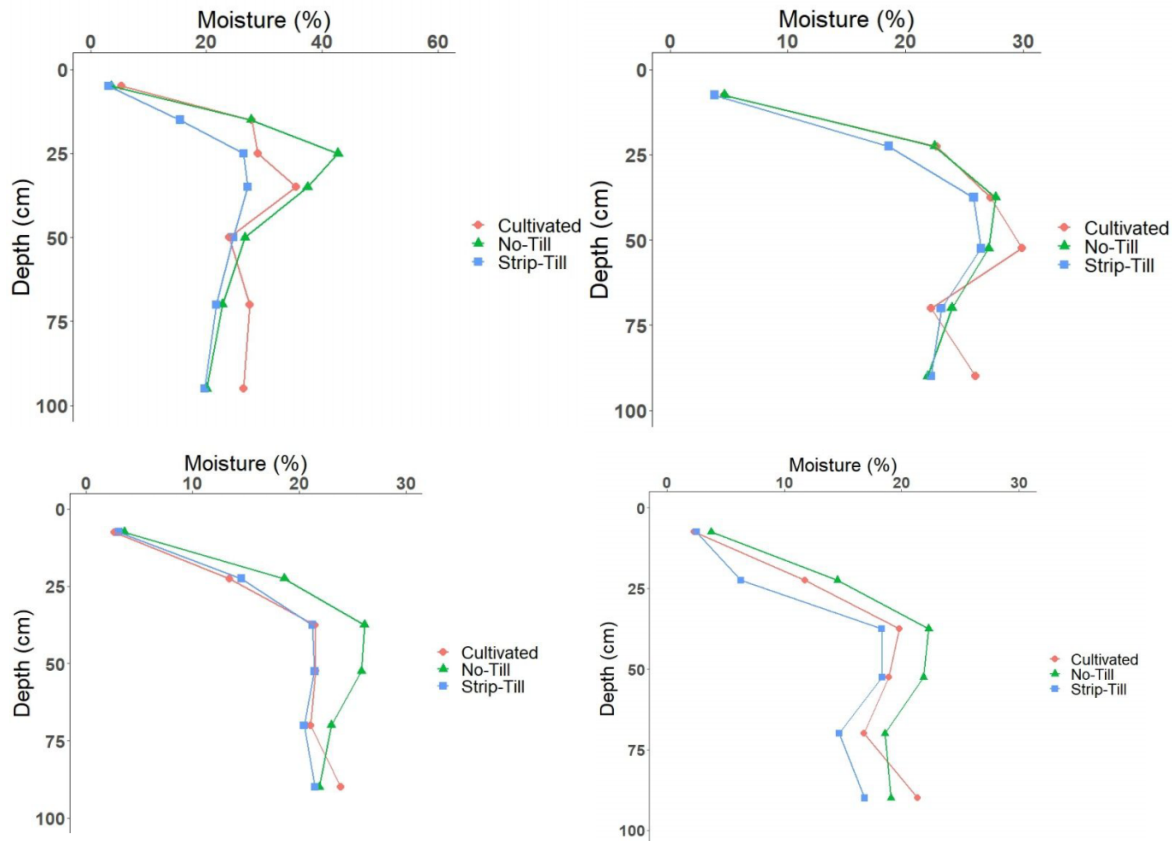 Moisture (%)
0 20 40 60
0
25
50
75
100
Depth (cm)
Cultivated
No-Till
Strip-Till
Moisture (%)
0 10 20 30
0
25
50
75
100
Depth (cm)
Cultivated
No-Till
Strip-Till
Moisture (%)
0 10 20 30
0
25
50
75
100
Depth (cm)
Cultivated
No-Till
Strip-Till
Moisture (%)
0 10 20 30
0
25
50
75
100
Depth (cm)
Cultivated
No-Till
Strip-Till